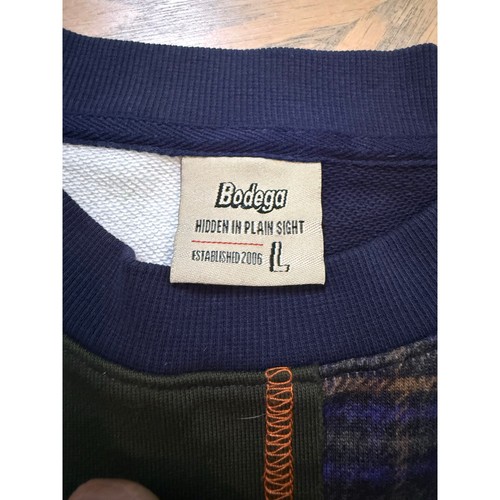 Bodega
HIDDEN IN PLAIN SIGHT
ESTABLISHED 2006 L